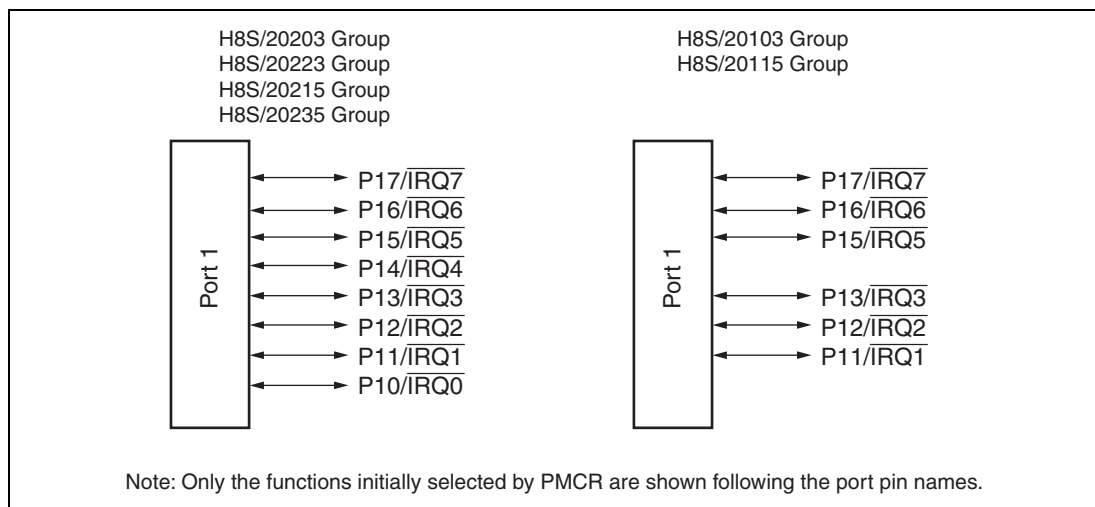 H8S/20203 Group
H8S/20223 Group
H8S/20215 Group
H8S/20235 Group
Port 1
P17/IRQ7
P16/IRQ6
P15/IRQ5
P14/IRQ4
P13/IRQ3
P12/IRQ2
P11/IRQ1
P10/IRQ0
H8S/20103 Group
H8S/20115 Group
Port 1
P17/IRQ7
P16/IRQ6
P15/IRQ5
P13/IRQ3
P12/IRQ2
P11/IRQ1
Note: Only the functions initially selected by PMCR are shown following the port pin names.